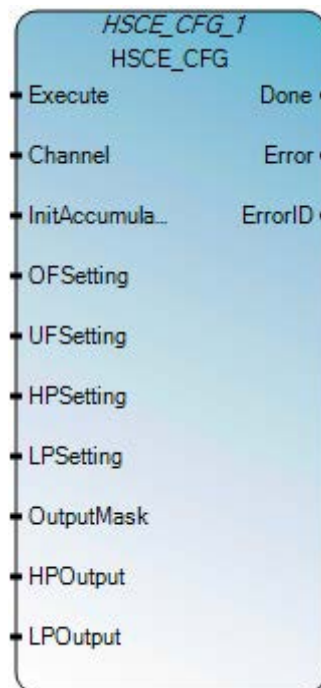 HSCE_CFG_1
HSCE_CFG
Execute Done
Channel Error
InitAccumula... ErrorID
OFSetting
UFSetting
HPSetting
LPSetting
OutputMask
HPOutput
LPOutput